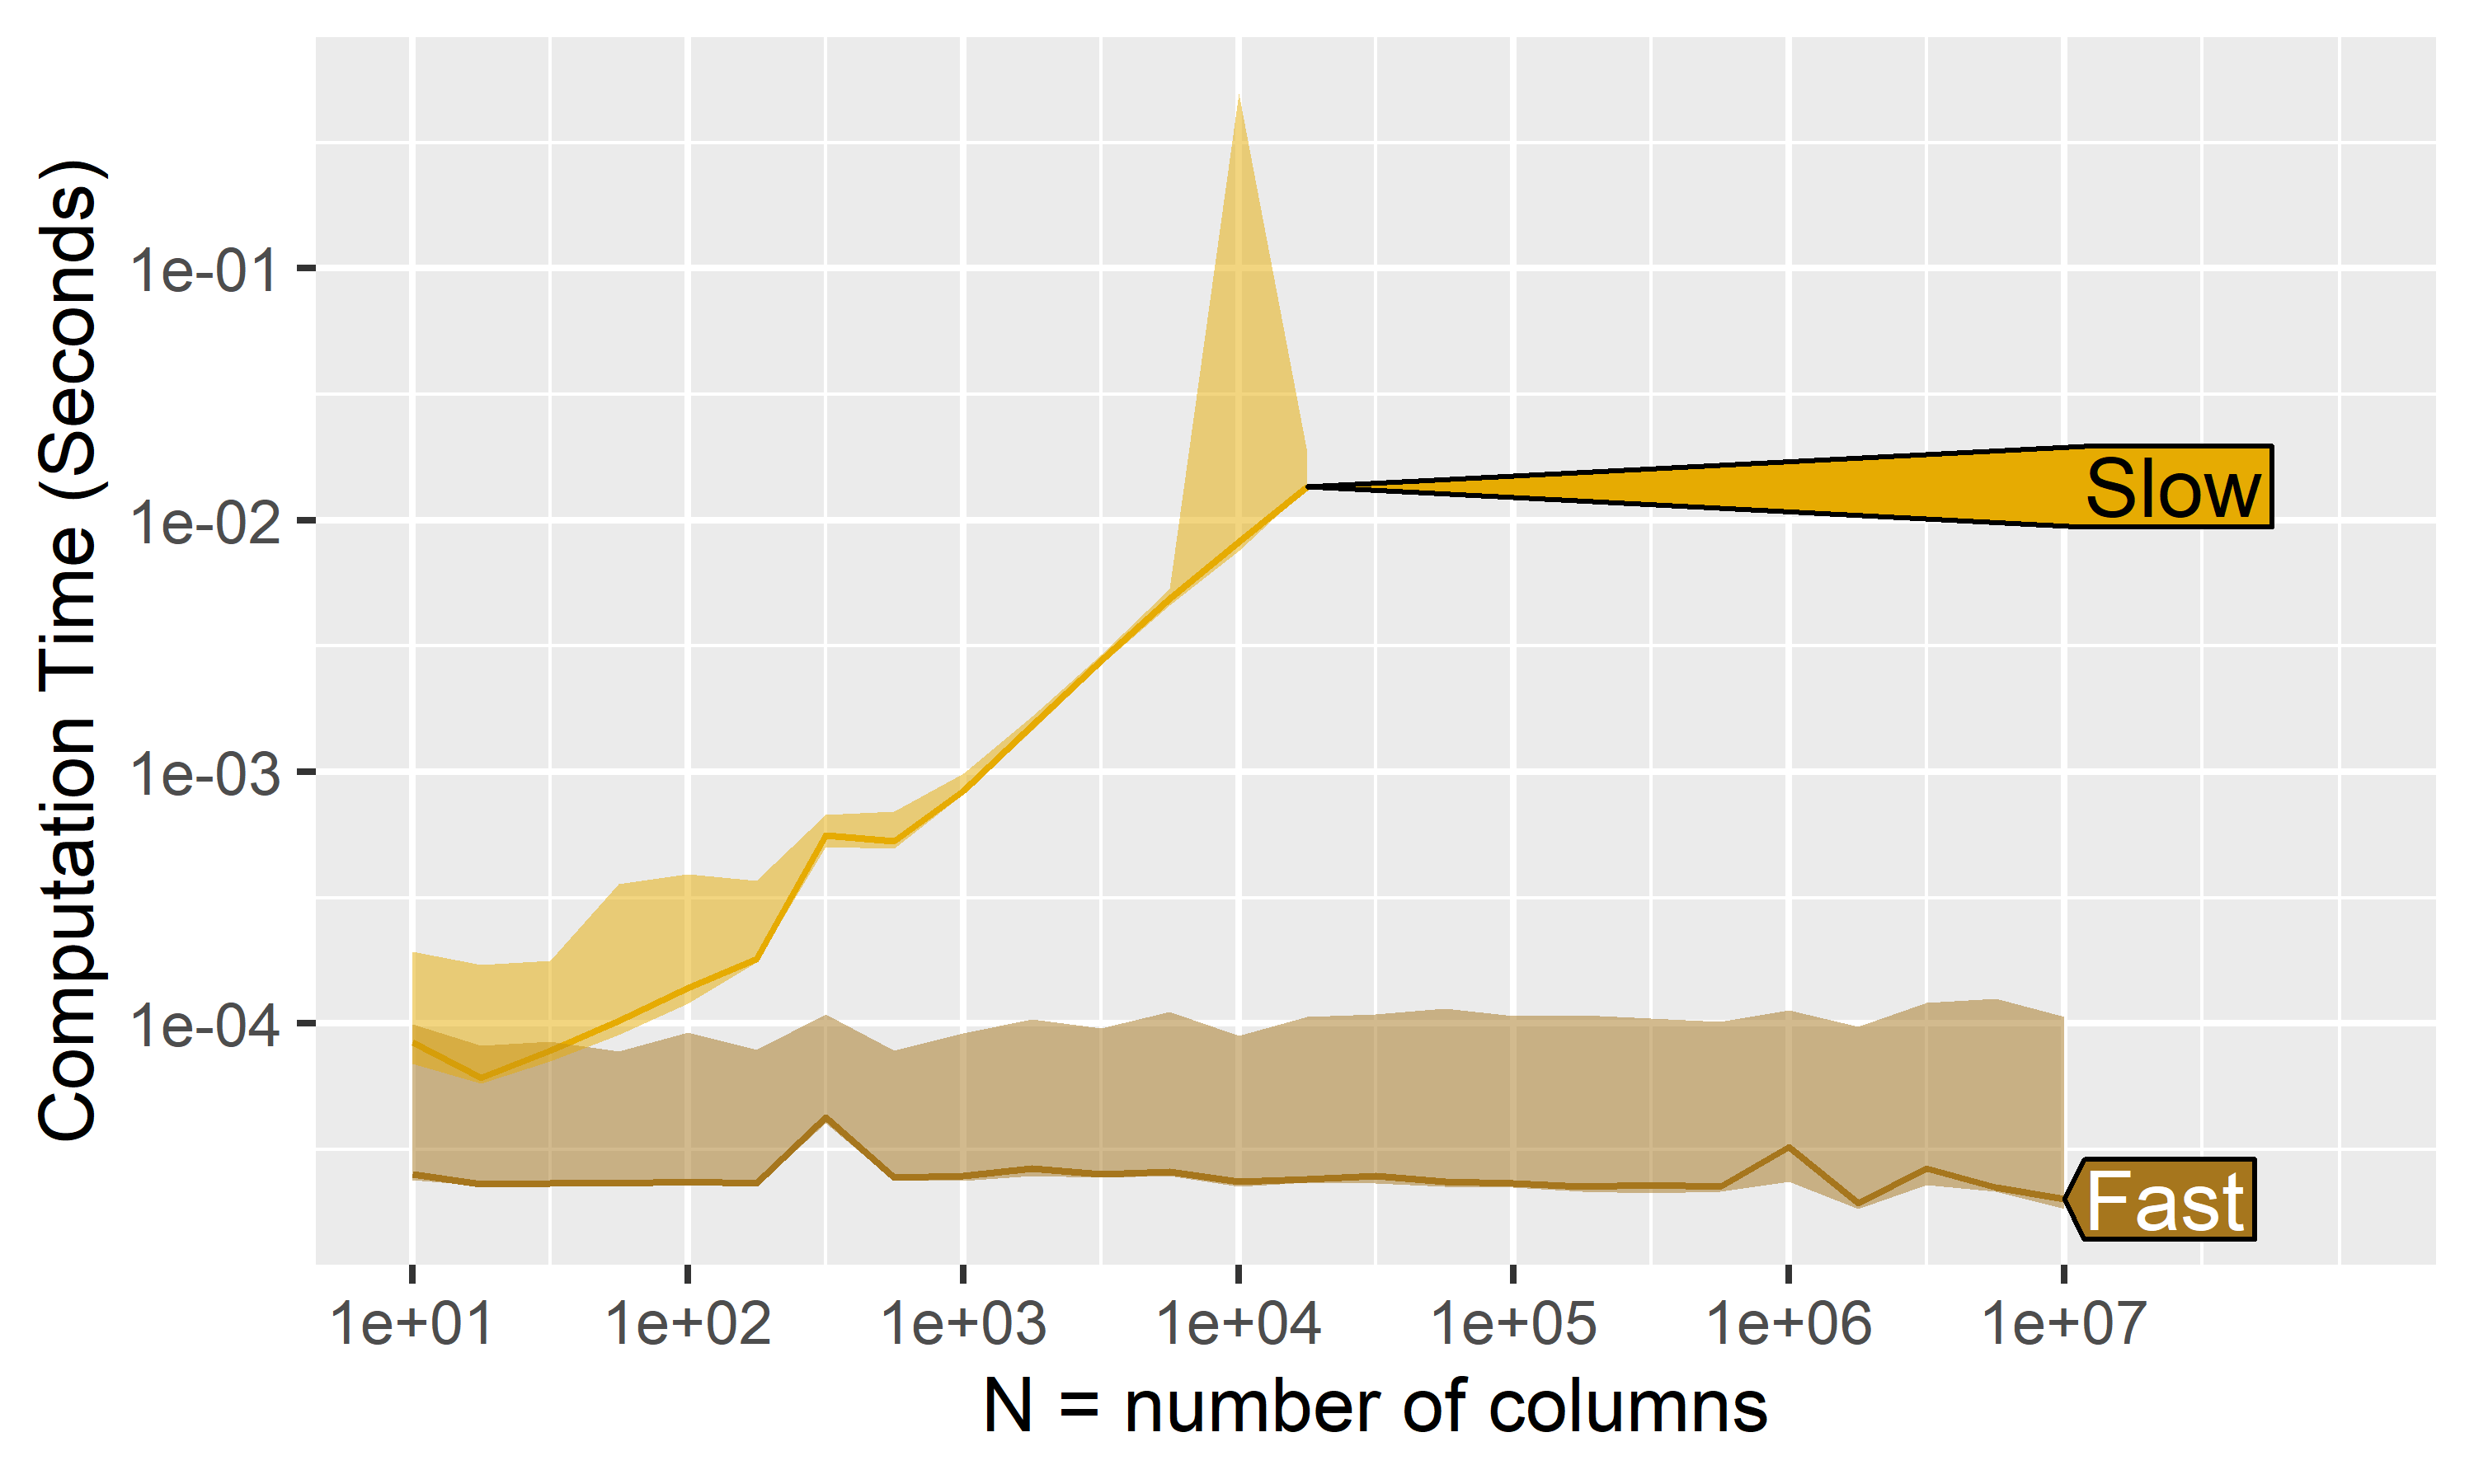 Computation Time (Seconds)
1e-01
1e-02
1e-03
1e-04
Slow
Fast
1e+01 1e+02 1e+03 1e+04 1e+05 1e+06 1e+07
N = number of columns